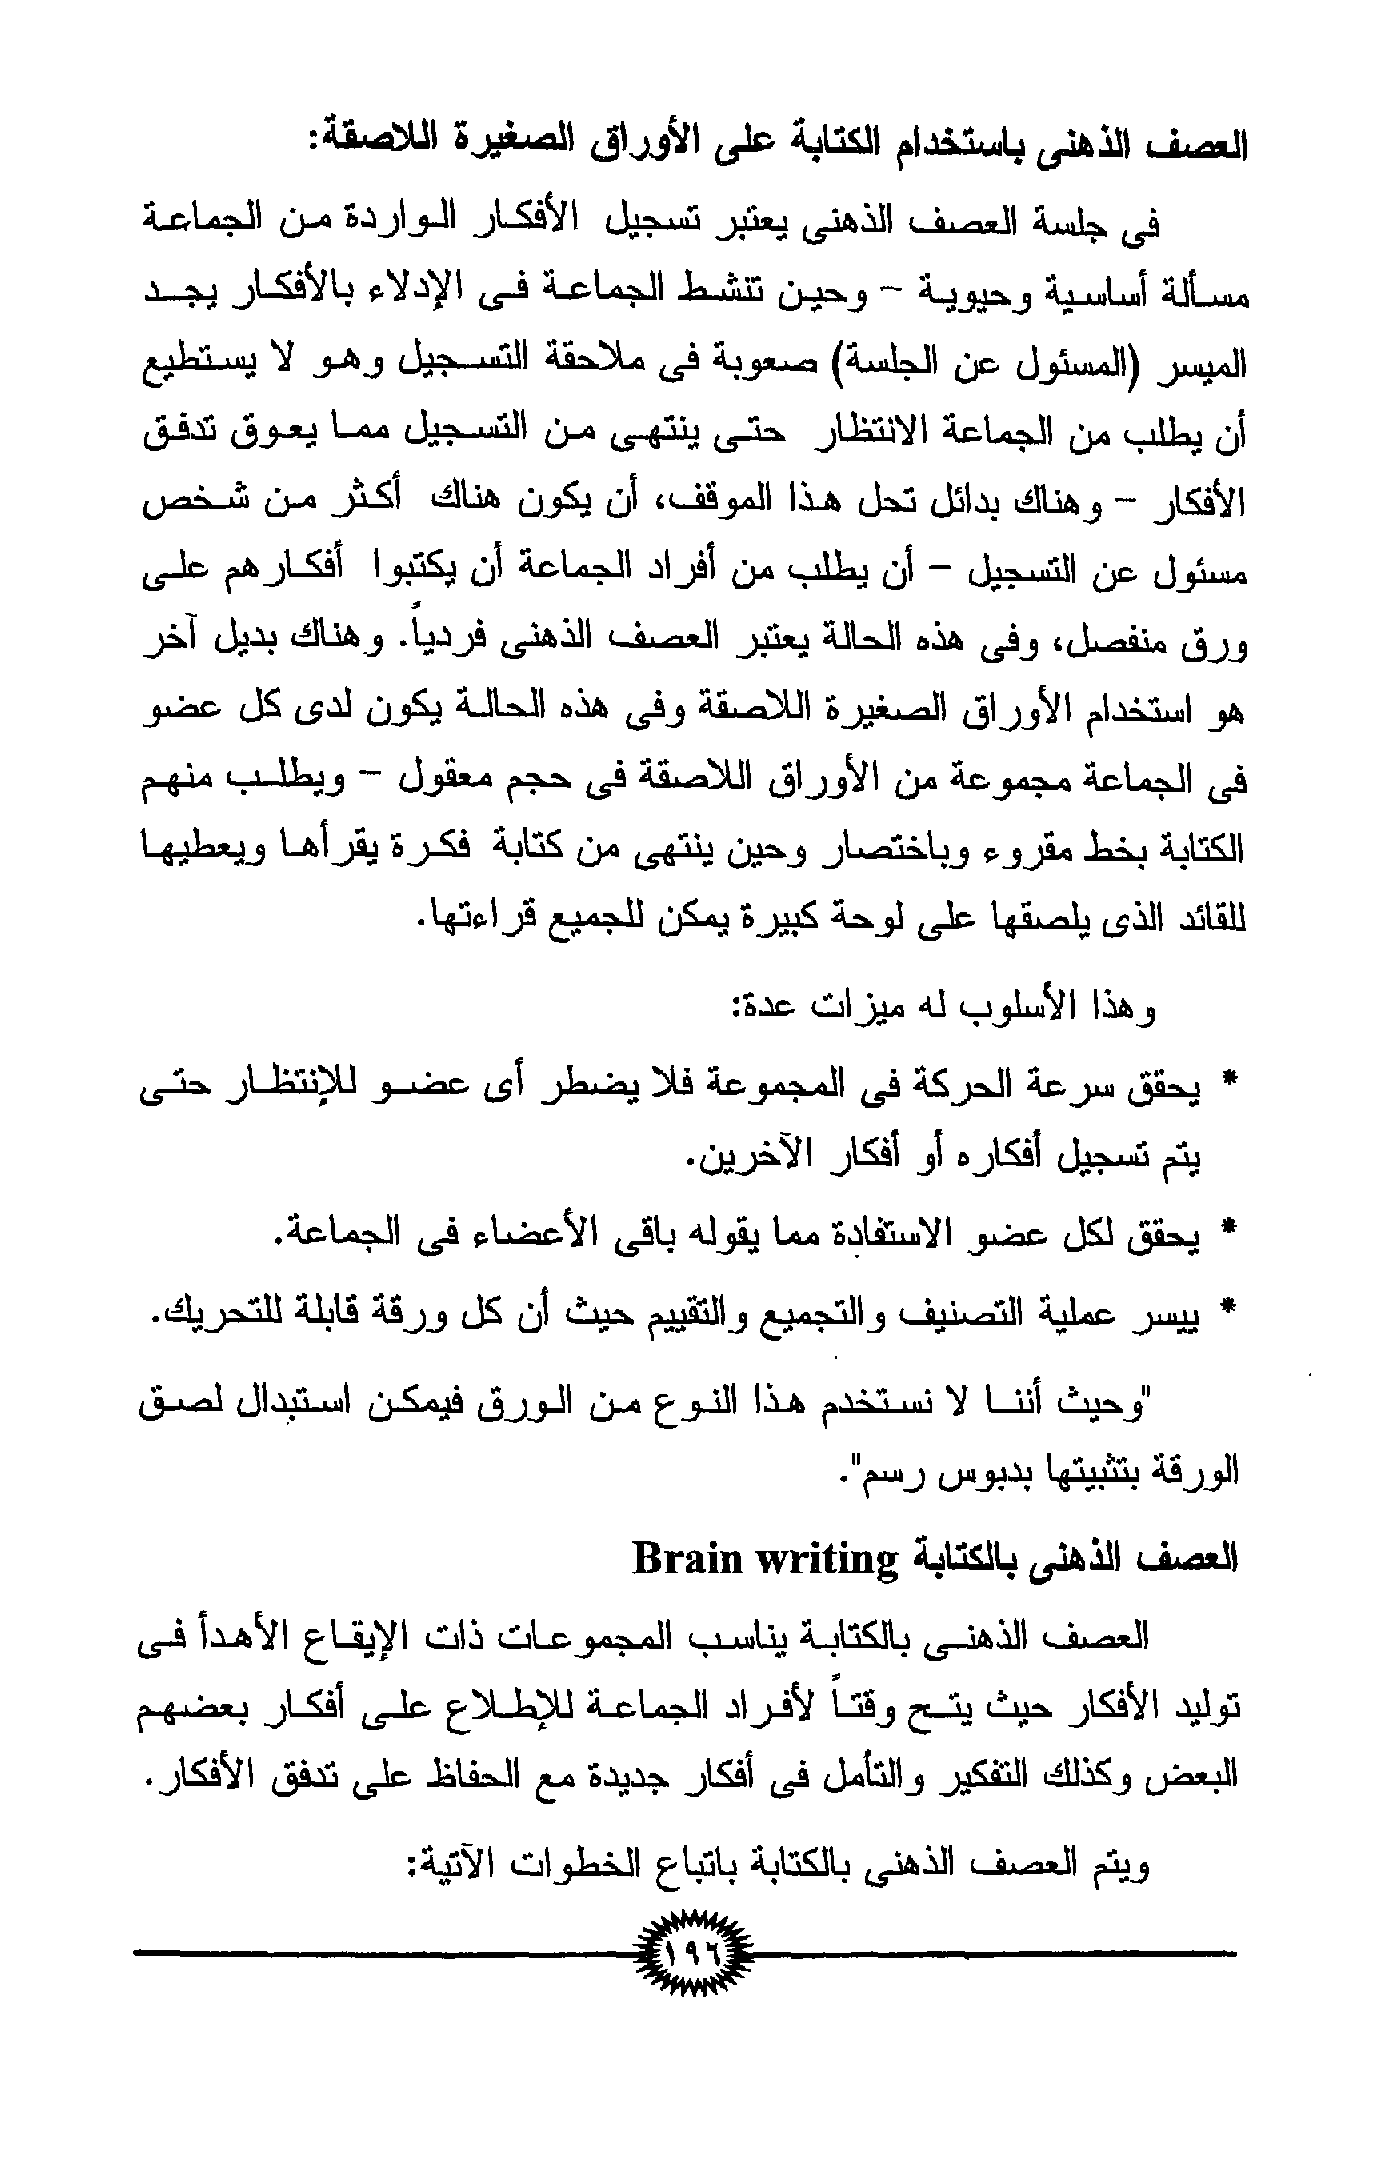 العصف الذهنى باستخدام الكتابة على الأوراق الصغيرة اللاصقة:
فى جلسة العصف الذهنى يعتبر تسجيل الأفكار الواردة من الجماعة
مسألة أساسية وحيوية – وحين تنشط الجماعة فى الإدلاء بالأفكار يجد
الميسر (المسئول عن الجلسة) صعوبة فى ملاحقة التسجيل وهو لا يستطيع
أن يطلب من الجماعة الانتظار حتى ينتهى من التسجيل مما يعوق تدفق
الأفكار – وهناك بدائل تحل هذا الموقف، أن يكون هناك أكثر من شخص
مسئول عن التسجيل – أن يطلب من أفراد الجماعة أن يكتبوا أفكارهم على
ورق منفصل، وفى هذه الحالة يعتبر العصف الذهنى فردياً. وهناك بديل آخر
هو استخدام الأوراق الصغيرة اللاصقة وفى هذه الحالة يكون لدى كل عضو
فى الجماعة مجموعة من الأوراق اللاصقة فى حجم معقول – ويطلب منهم
الكتابة بخط مقروء وباختصار وحين ينتهى من كتابة فكرة يقرأها ويعطيها
للقائد الذى يلصقها على لوحة كبيرة يمكن للجميع قراءتها.
وهذا الأسلوب له ميزات عدة:
* يحقق سرعة الحركة فى المجموعة فلا يضطر أى عضو للإنتظار حتى
يتم تسجيل أفكاره أو أفكار الآخرين.
* يحقق لكل عضو الاستفادة مما يقوله باقى الأعضاء فى الجماعة.
* ييسر عملية التصنيف والتجميع والتقييم حيث أن كل ورقة قابلة للتحريك.
"وحيث أننا لا نستخدم هذا النوع من الورق فيمكن استبدال لصق
الورقة بتثبيتها بدبوس رسم".
العصف الذهنى بالكتابة Brain writing
العصف الذهنى بالكتابة يناسب المجموعات ذات الإيقاع الأهدأ فى
توليد الأفكار حيث يتح وقتاً لأفراد الجماعة للإطلاع على أفكار بعضهم
البعض وكذلك التفكير والتأمل فى أفكار جديدة مع الحفاظ على تدفق الأفكار.
ويتم العصف الذهنى بالكتابة باتباع الخطوات الآتية:
١٩٦